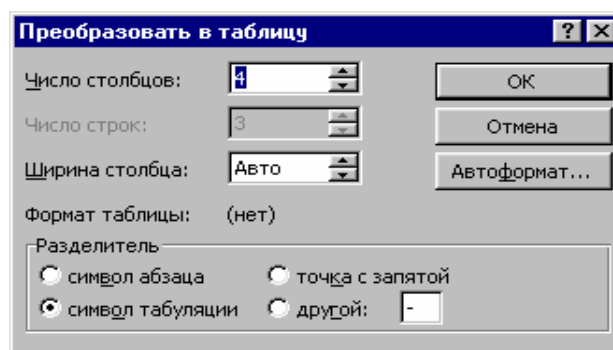 Преобразовать в таблицу ? ×
Число столбцов: 4 ОК
Число строк: 3 Отмена
Ширина столбца: Авто Автоформат...
Формат таблицы: (нет)
Разделитель
символ абзаца точка с запятой
символ табуляции другой: -